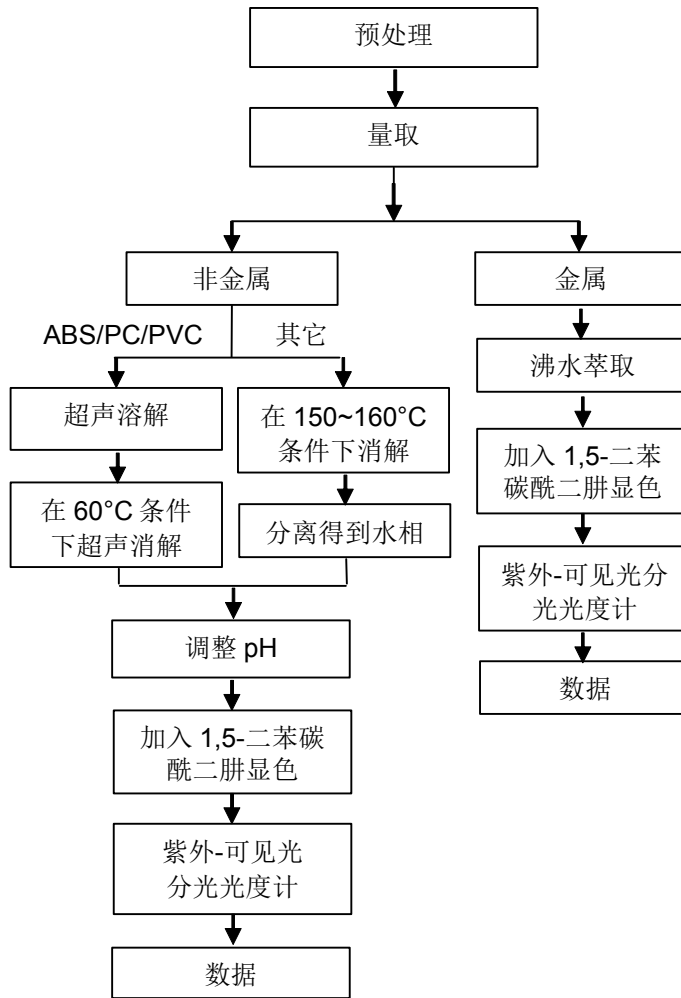 预处理
量取
非金属
金属
ABS/PC/PVC
其它
沸水萃取
超声溶解
在 150~160°C
条件下消解
加入 1,5-二苯
碳酰二肼显色
在 60°C 条件
下超声消解
分离得到水相
紫外-可见光分
光光度计
调整 pH
数据
加入 1,5-二苯碳
酰二肼显色
紫外-可见光
分光光度计
数据